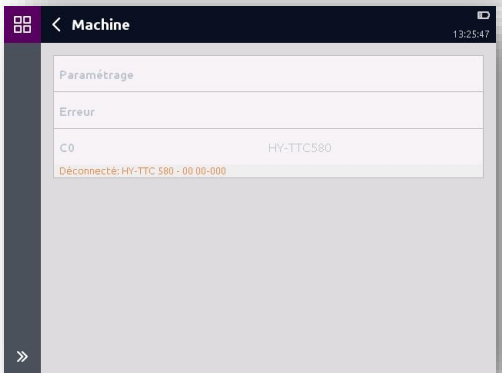 Machine
13:25:47
Paramétrage
Erreur
C0 HY-TTC580
Déconnecté: HY-TTC 580 - 00 00-000